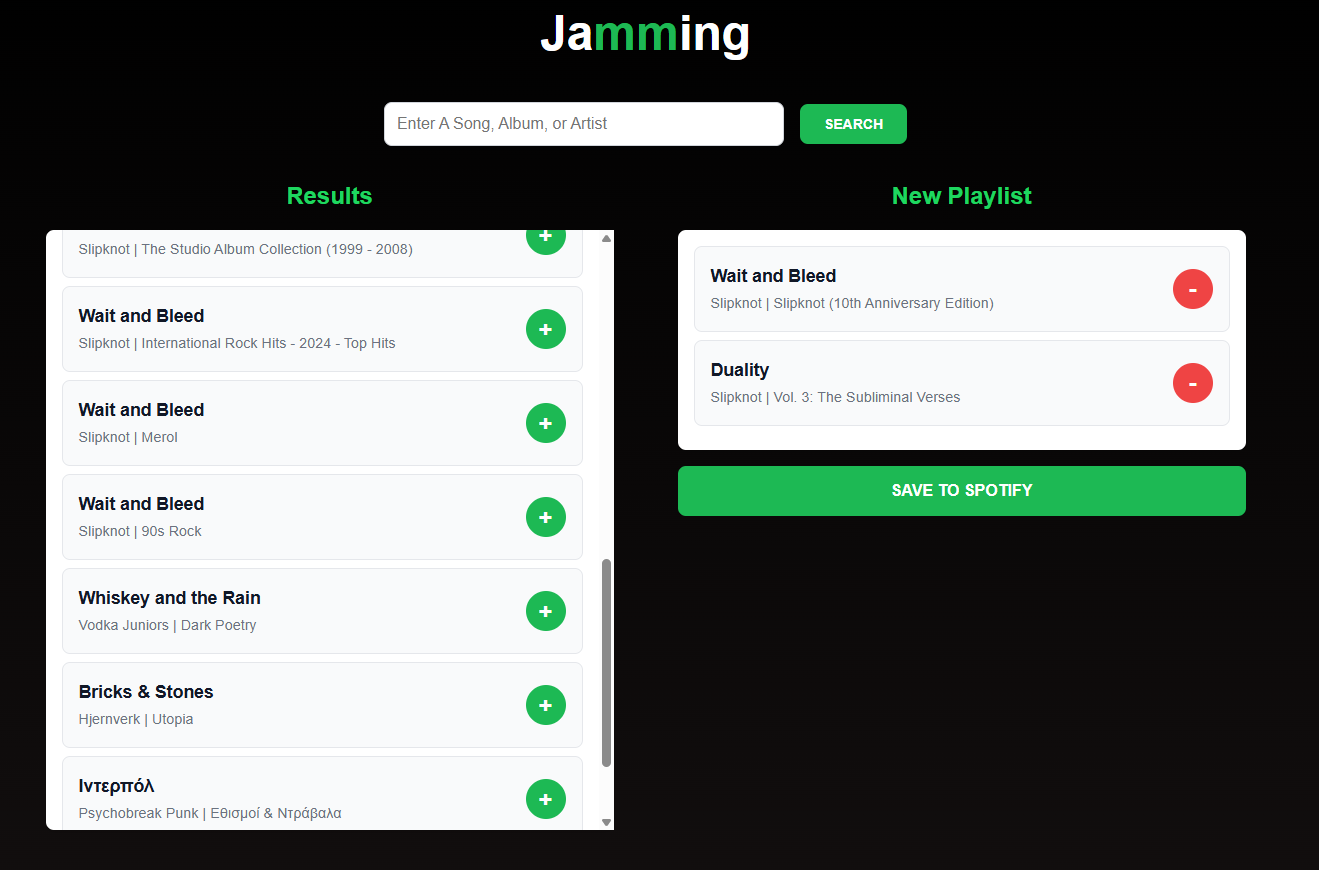 Jamming
Enter A Song, Album, or Artist
SEARCH
Results
Slipknot | The Studio Album Collection (1999 - 2008)
+
Wait and Bleed
Slipknot | International Rock Hits - 2024 - Top Hits
+
Wait and Bleed
Slipknot | Merol
+
Wait and Bleed
Slipknot | 90s Rock
+
Whiskey and the Rain
Vodka Juniors | Dark Poetry
+
Bricks & Stones
Hjernverk | Utopia
+
Ιντερπόλ
Psychobreak Punk | Εθισμοί & Ντράβαλα
+
New Playlist
Wait and Bleed
Slipknot | Slipknot (10th Anniversary Edition)
-
Duality
Slipknot | Vol. 3: The Subliminal Verses
-
SAVE TO SPOTIFY